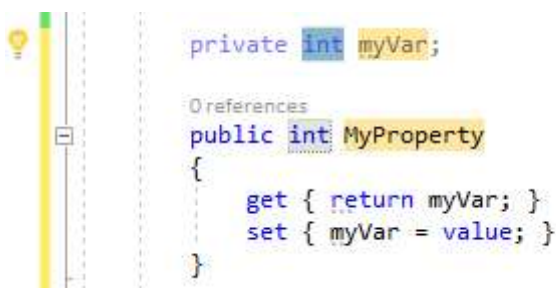 private int myVar;
0 references
public int MyProperty
{
get { return myVar; }
set { myVar = value; }
}